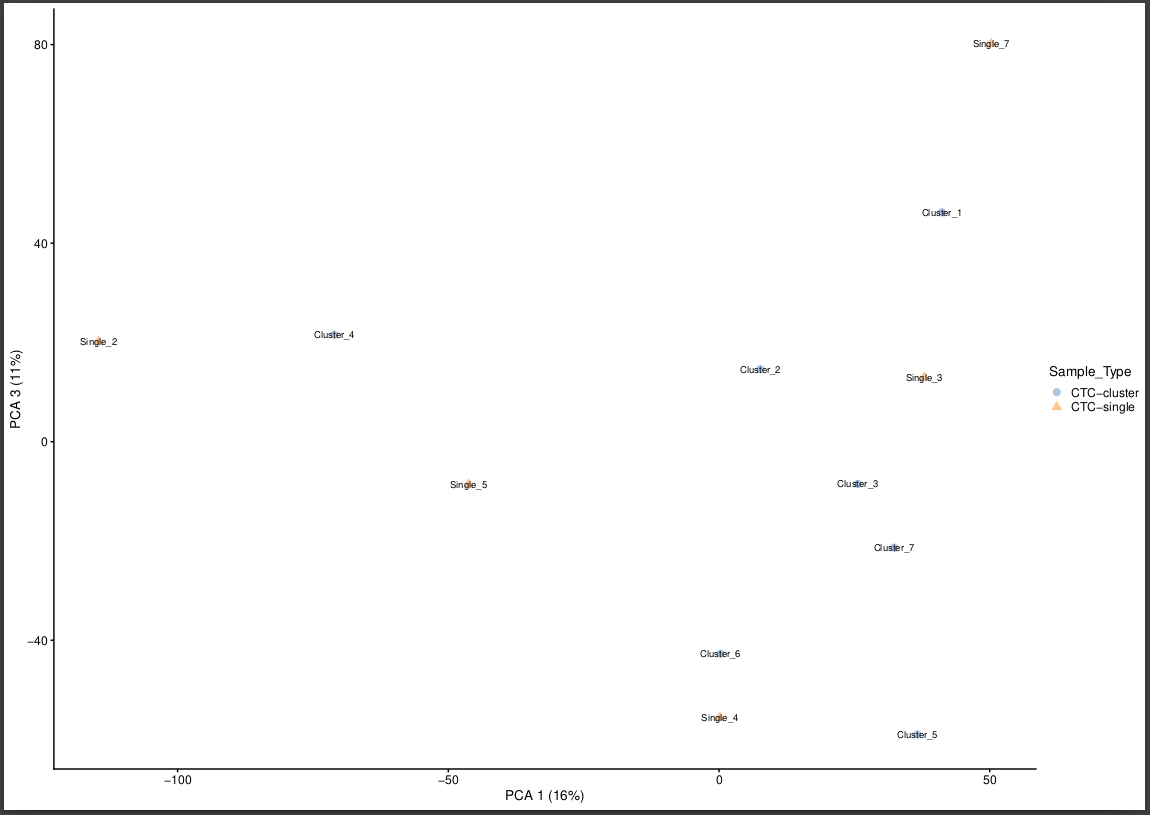 80
Single_7
Cluster_1
40
Cluster_4
Single_2
Cluster_2
Single_3
Sample_Type
CTC−cluster
CTC−single
PCA 3 (11%)
0
Single_5
Cluster_3
Cluster_7
−40
Cluster_6
Single_4
Cluster_5
−100
−50
0
50
PCA 1 (16%)